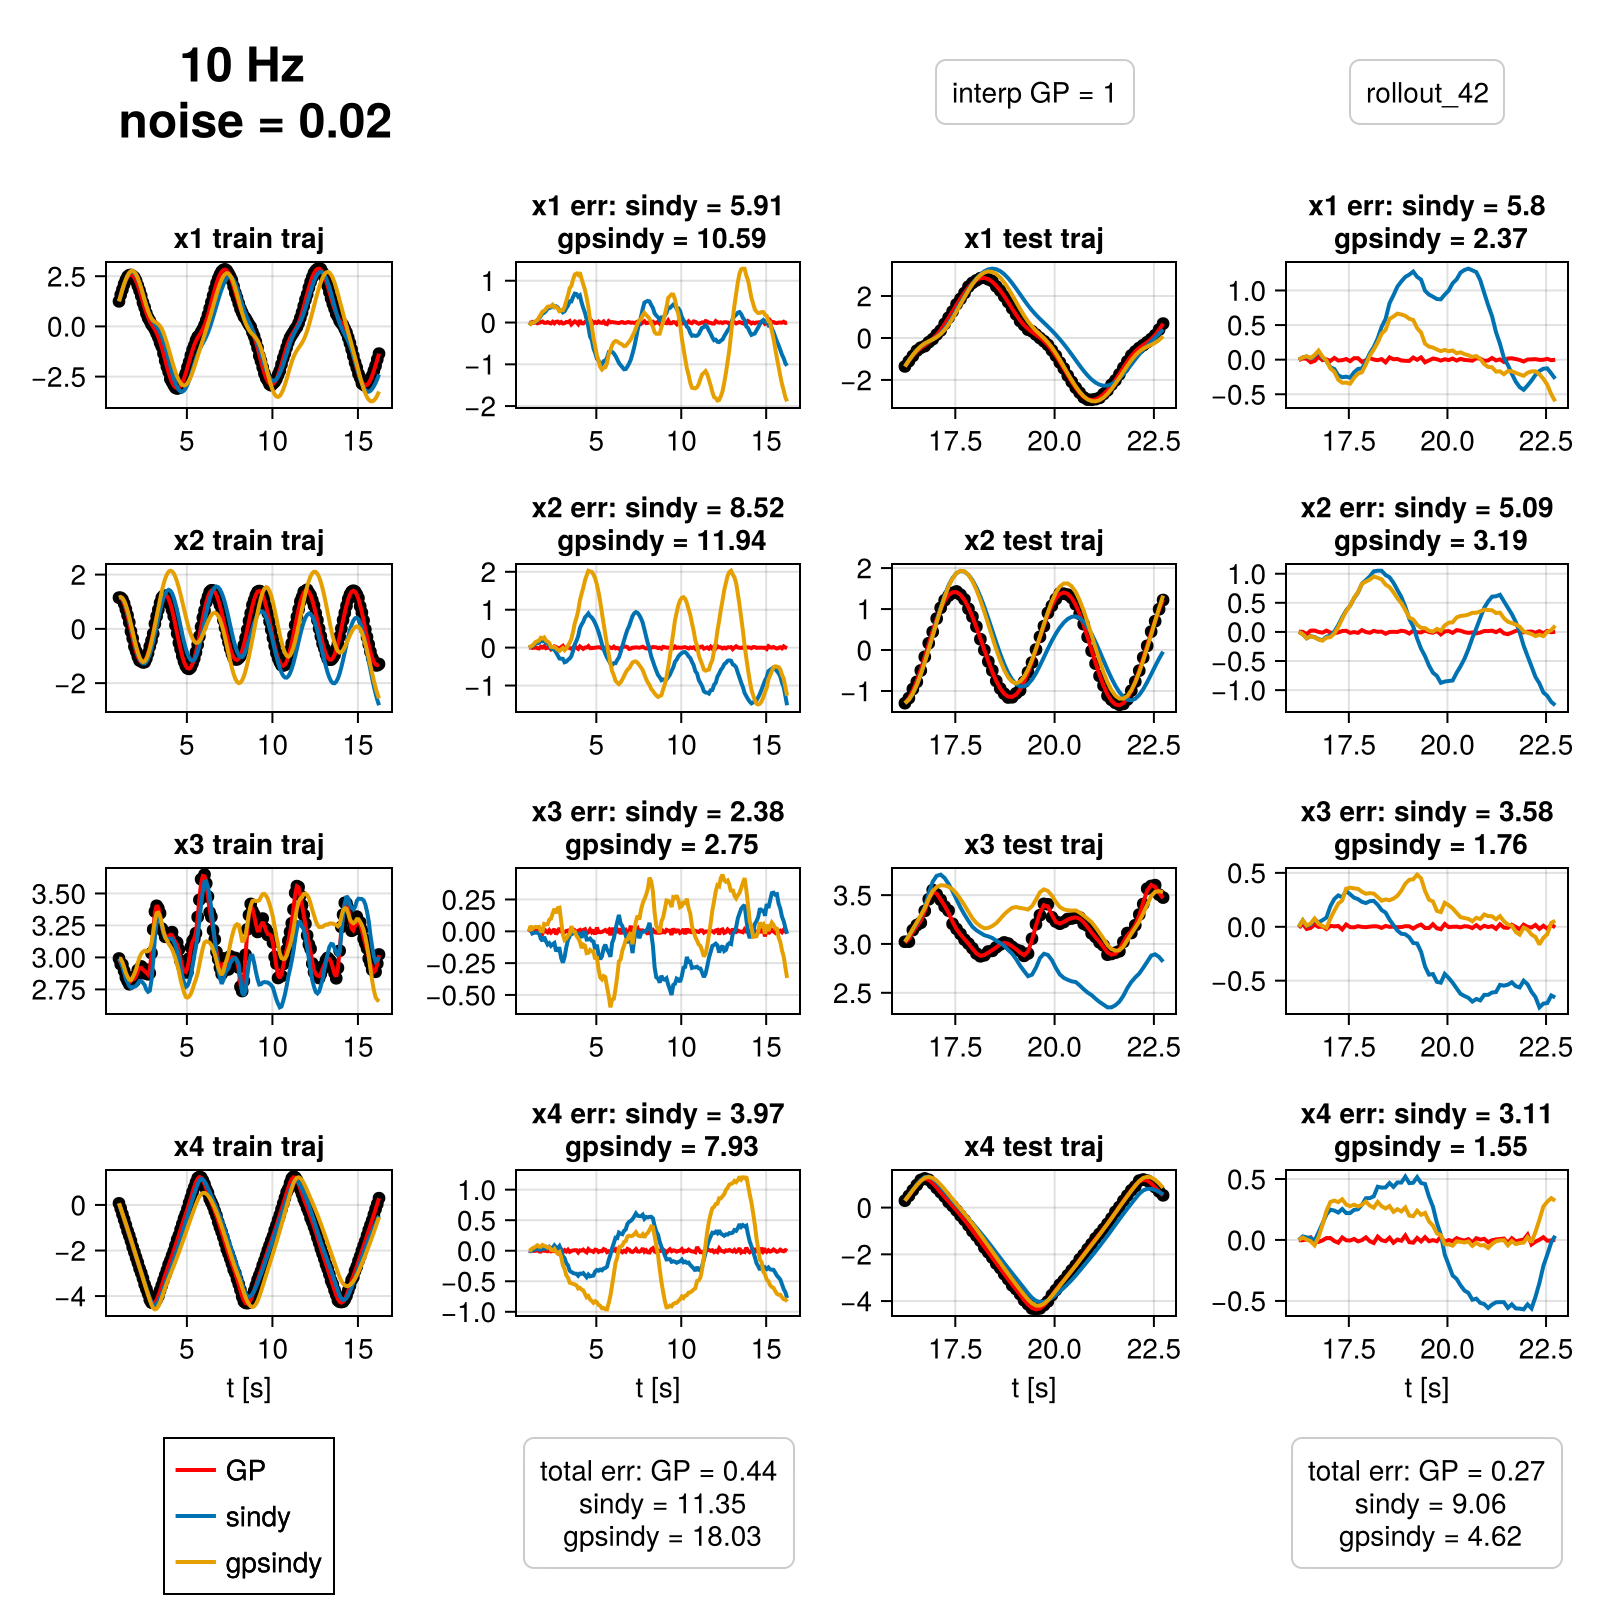 10 Hz
noise = 0.02
interp GP = 1
rollout_42
x1 train traj
2.5
0.0
−2.5
5
10
15
x1 err: sindy = 5.91
gpsindy = 10.59
1
0
−1
−2
5
10
15
x1 test traj
2
0
−2
17.5
20.0
22.5
x1 err: sindy = 5.8
gpsindy = 2.37
1.0
0.5
0.0
−0.5
17.5
20.0
22.5
x2 train traj
2
0
−2
5
10
15
x2 err: sindy = 8.52
gpsindy = 11.94
2
1
0
−1
5
10
15
x2 test traj
2
1
0
−1
17.5
20.0
22.5
x2 err: sindy = 5.09
gpsindy = 3.19
1.0
0.5
0.0
−0.5
−1.0
17.5
20.0
22.5
x3 train traj
3.50
3.25
3.00
2.75
5
10
15
x3 err: sindy = 2.38
gpsindy = 2.75
0.25
0.00
−0.25
−0.50
5
10
15
x3 test traj
3.5
3.0
2.5
17.5
20.0
22.5
x3 err: sindy = 3.58
gpsindy = 1.76
0.5
0.0
−0.5
17.5
20.0
22.5
x4 train traj
0
−2
−4
5
10
15
t [s]
x4 err: sindy = 3.97
gpsindy = 7.93
1.0
0.5
0.0
−0.5
−1.0
5
10
15
t [s]
x4 test traj
0
−2
−4
17.5
20.0
22.5
t [s]
x4 err: sindy = 3.11
gpsindy = 1.55
0.5
0.0
−0.5
17.5
20.0
22.5
t [s]
GP
sindy
gpsindy
total err: GP = 0.44
sindy = 11.35
gpsindy = 18.03
total err: GP = 0.27
sindy = 9.06
gpsindy = 4.62